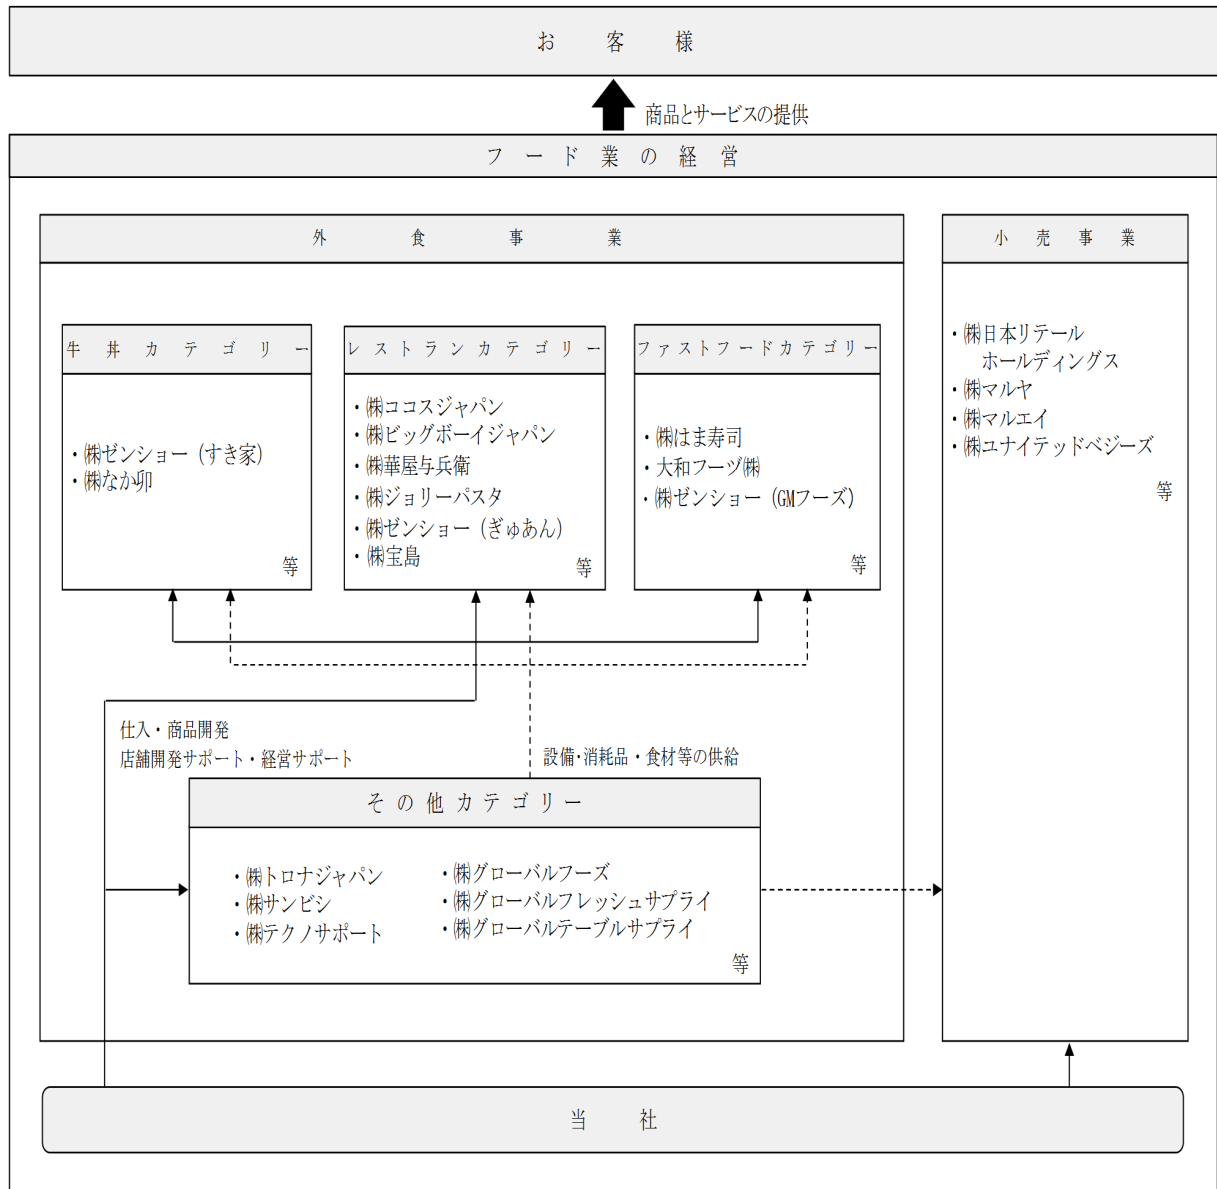 お客様
商品とサービスの提供
フード業の経営
外食事業
牛丼カテゴリー
・㈱ゼンショー（すき家）
・㈱なか卯
等
レストランカテゴリー
・㈱ココスジャパン
・㈱ビッグボーイジャパン
・㈱華屋与兵衛
・㈱ジョリーパスタ
・㈱ゼンショー（ぎゅあん）
・㈱宝島
等
ファストフードカテゴリー
・㈱はま寿司
・大和フーヅ㈱
・㈱ゼンショー（GMフーズ）
等
小売事業
・㈱日本リテール
ホールディングス
・㈱マルヤ
・㈱マルエイ
・㈱ユナイテッドベジーズ
等
仕入・商品開発
店舗開発サポート・経営サポート
設備・消耗品・食材等の供給
その他カテゴリー
・㈱トロナジャパン
・㈱サンビシ
・㈱テクノサポート
・㈱グローバルフーズ
・㈱グローバルフレッシュサプライ
・㈱グローバルテーブルサプライ
等
当社